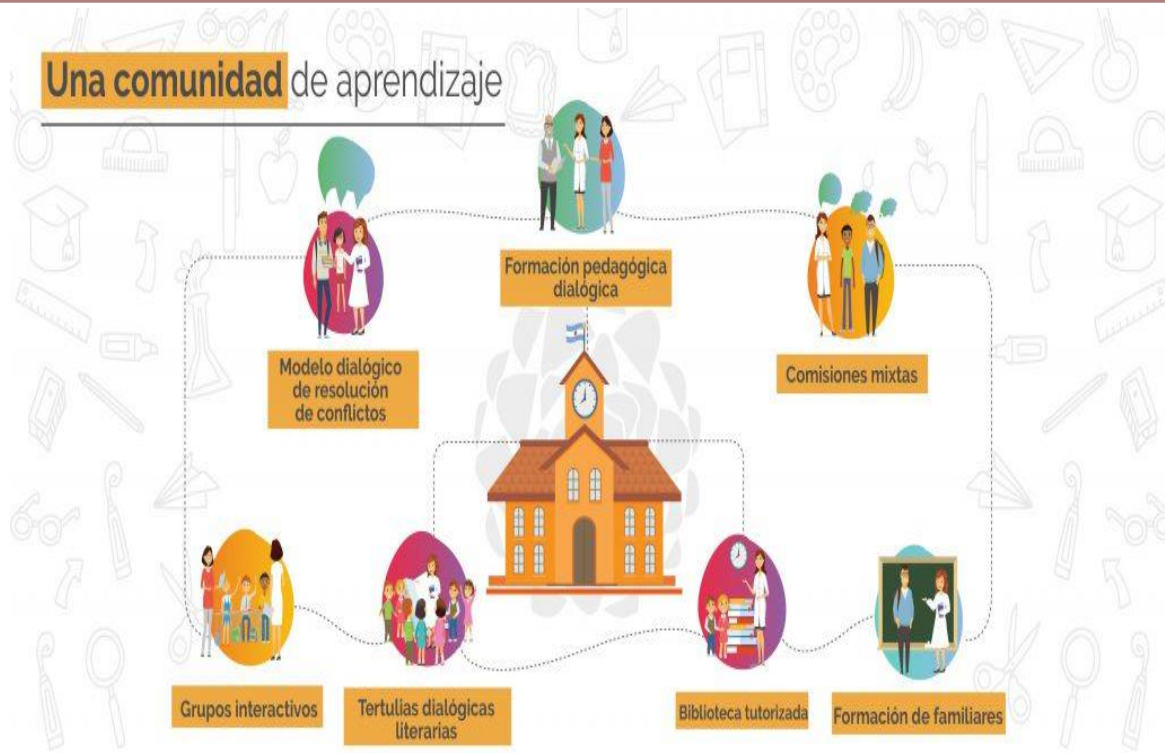 Una comunidad de aprendizaje
Formación pedagógica
dialógica
Modelo dialógico
de resolución
de conflictos
Comisiones mixtas
Grupos interactivos
Tertulias dialógicas
literarias
Biblioteca tutorizada
Formación de familiares